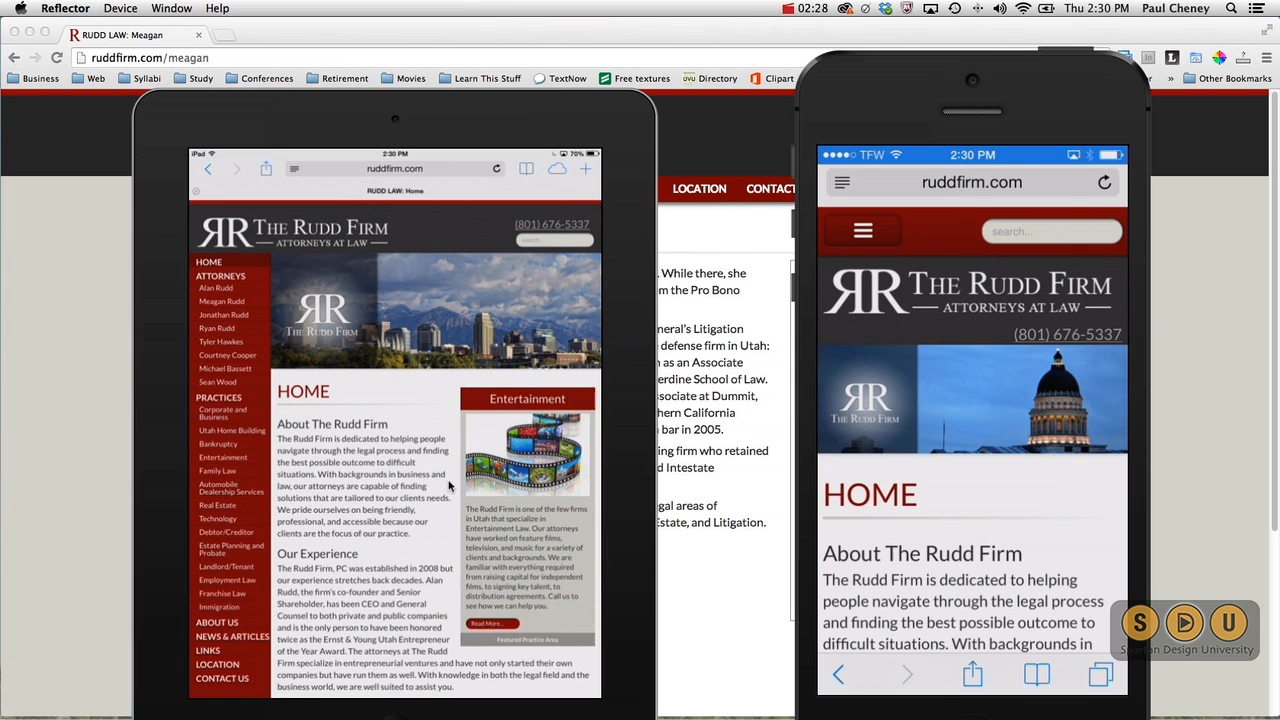 Reflector Device Window Help
02:28
Thu 2:30 PM Paul Cheney
RUDD LAW: Meagan
ruddfirm.com/meagan
Business Web Syllabi Study Conferences Retirement Movies Learn This Stuff TextNow Free textures Directory Clipart
» Other Bookmarks
LOCATION CONTACT
. While there, she
m the Pro Bono
neral's Litigation
defense firm in Utah:
m as an Associate
erdine School of Law.
ssociate at Dummit,
hern California
bar in 2005.
ing firm who retained
d Intestate
gal areas of
Estate, and Litigation.
iPad 2:30 PM 70%
ruddfirm.com
RUDD LAW: Home
RR THE RUDD FIRM
ATTORNEYS AT LAW
(801) 676-5337
search...
HOME
ATTORNEYS
Alan Rudd
Meagan Rudd
Jonathan Rudd
Ryan Rudd
Tyler Hawkes
Courtney Cooper
Michael Bassett
Sean Wood
PRACTICES
Corporate and
Business
Utah Home Building
Bankruptcy
Entertainment
Family Law
Automobile
Dealership Services
Real Estate
Technology
Debtor/Creditor
Estate Planning and
Probate
Landlord/Tenant
Employment Law
Franchise Law
Immigration
ABOUT US
NEWS & ARTICLES
LINKS
LOCATION
CONTACT US
RR
THE RUDD FIRM
HOME
About The Rudd Firm
The Rudd Firm is dedicated to helping people
navigate through the legal process and finding
the best possible outcome to difficult
situations. With backgrounds in business and
law, our attorneys are capable of finding
solutions that are tailored to our clients needs.
We pride ourselves on being friendly,
professional, and accessible because our
clients are the focus of our practice.
Our Experience
The Rudd Firm, PC was established in 2008 but
our experience stretches back decades. Alan
Rudd, the firm's co-founder and Senior
Shareholder, has been CEO and General
Counsel to both private and public companies
and is the only person to have been honored
twice as the Ernst & Young Utah Entrepreneur
of the Year Award. The attorneys at The Rudd
Firm specialize in entrepreneurial ventures and have not only started their own
companies but have run them as well. With knowledge in both the legal field and the
business world, we are well suited to assist you.
Entertainment
The Rudd Firm is one of the few firms
in Utah that specialize in
Entertainment Law. Our attorneys
have worked on feature films,
television, and music for a variety of
clients and backgrounds. We are
familiar with everything required
from raising capital for independent
films, to signing key talent, to
distribution agreements. Call us to
see how we can help you.
Read More...
Featured Practice Area
TFW 2:30 PM
ruddfirm.com
search...
RR THE RUDD FIRM
ATTORNEYS AT LAW
(801) 676-5337
RR
THE RUDD FIRM
HOME
About The Rudd Firm
The Rudd Firm is dedicated to helping
people navigate through the legal process
and finding the best possible outcome to
difficult situations. With backgrounds in
S D U
Spartan Design University